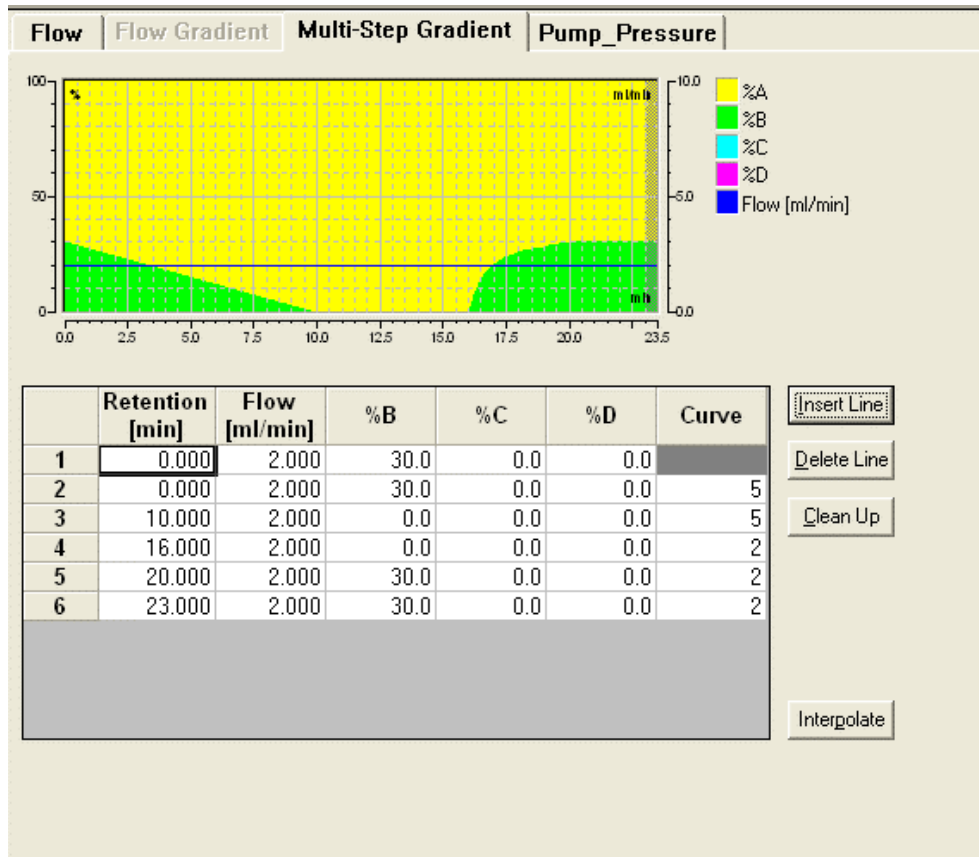 Flow Flow Gradient Multi-Step Gradient Pump_Pressure
100 % ml/min 10.0
%A
%B
%C
%D
Flow [ml/min]
50 5.0
min
0 0.0
0.0 2.5 5.0 7.5 10.0 12.5 15.0 17.5 20.0 23.5
Retention [min] Flow [ml/min] %B %C %D Curve
1 0.000 2.000 30.0 0.0 0.0
2 0.000 2.000 30.0 0.0 0.0 5
3 10.000 2.000 0.0 0.0 0.0 5
4 16.000 2.000 0.0 0.0 0.0 2
5 20.000 2.000 30.0 0.0 0.0 2
6 23.000 2.000 30.0 0.0 0.0 2
Insert Line
Delete Line
Clean Up
Interpolate